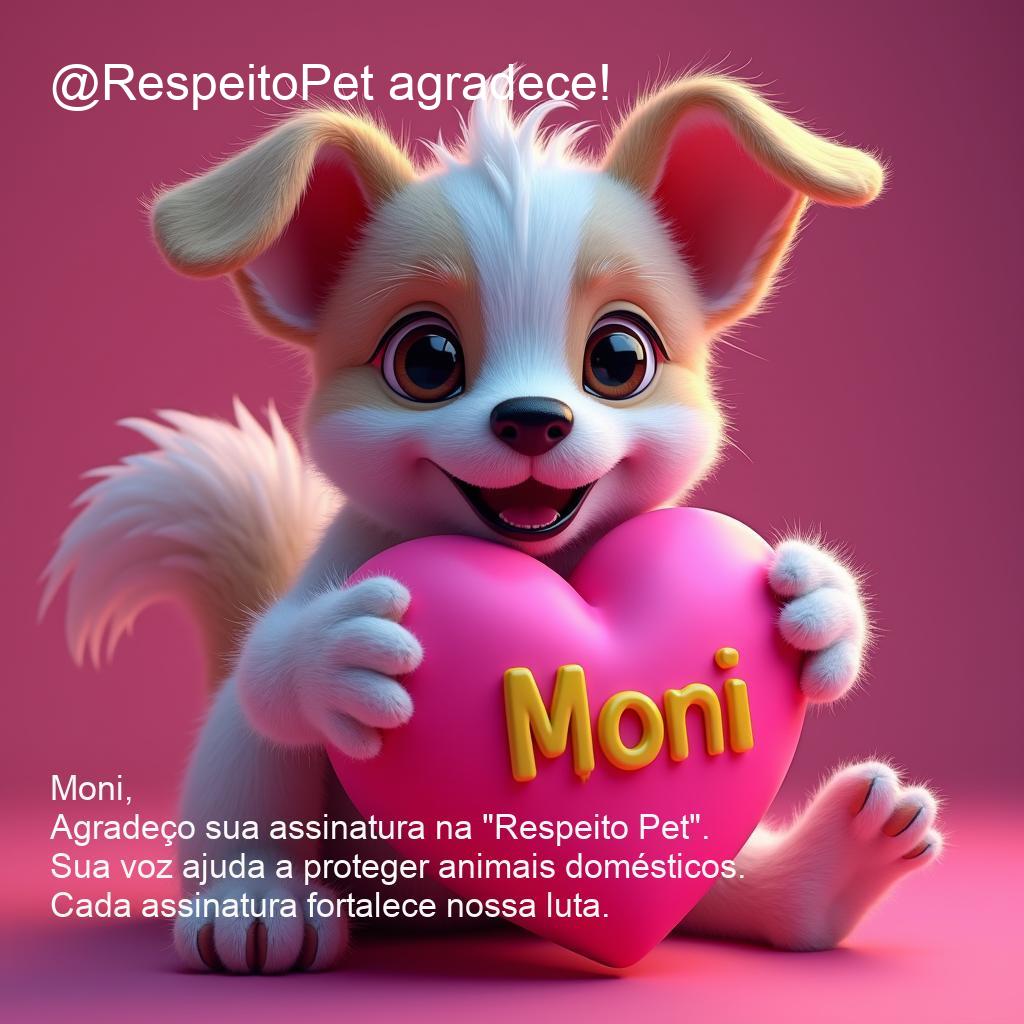 @RespeitoPet agradece!
Moni
Moni,
Agradeço sua assinatura na "Respeito Pet".
Sua voz ajuda a proteger animais domésticos.
Cada assinatura fortalece nossa luta.